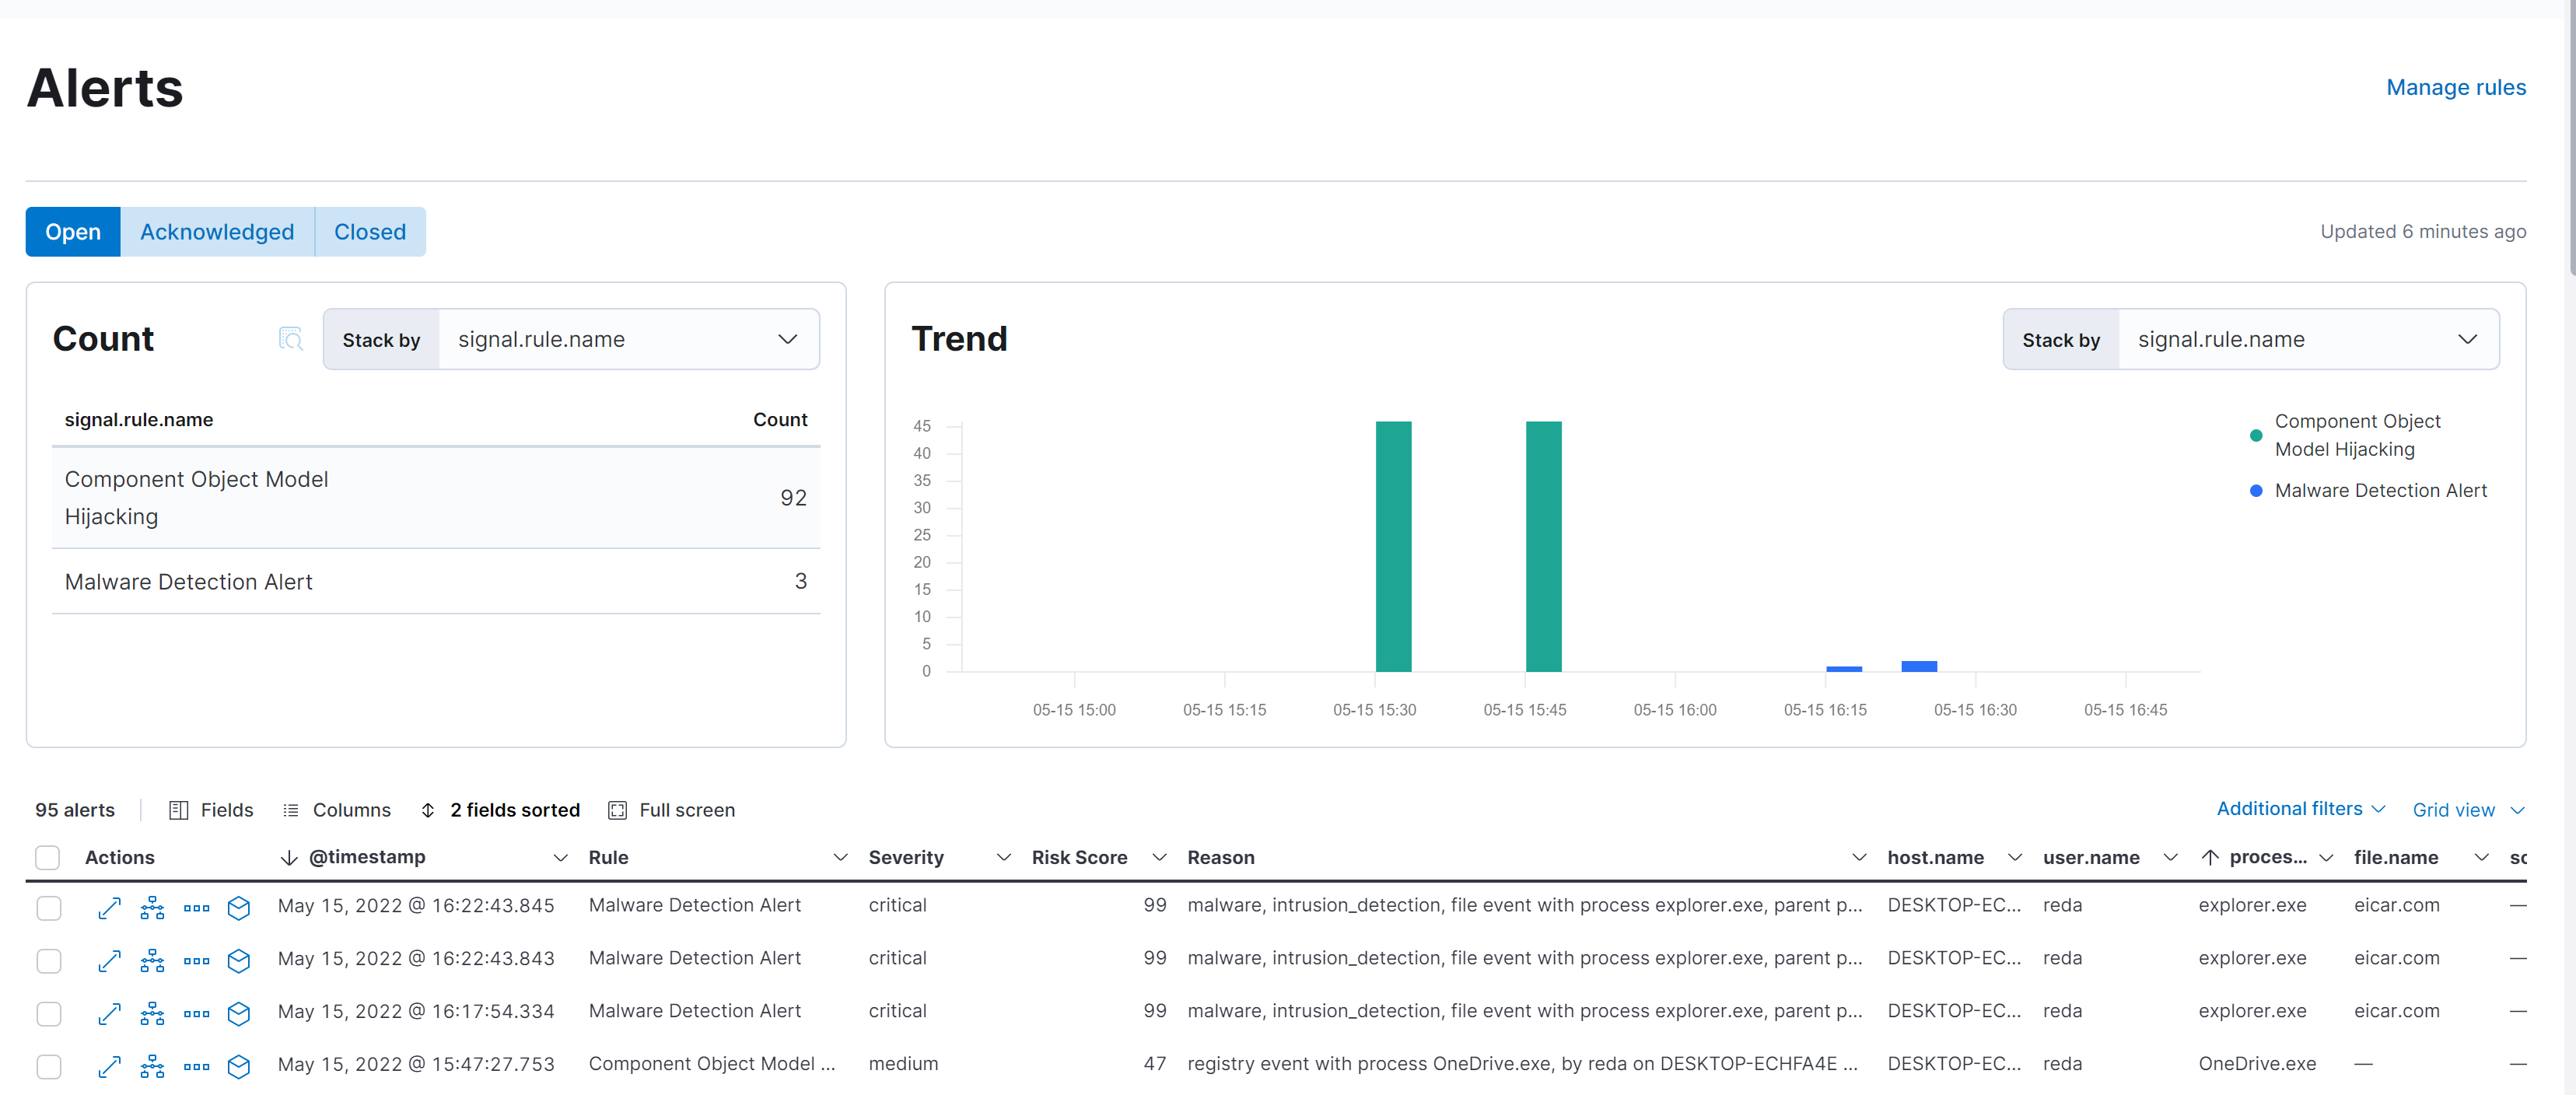 Alerts
Manage rules
Open Acknowledged Closed
Updated 6 minutes ago
Count
Stack by signal.rule.name
signal.rule.name Count
Component Object Model
Hijacking
92
Malware Detection Alert 3
Trend
Stack by signal.rule.name
45
40
35
30
25
20
15
10
5
0
05-15 15:00 05-15 15:15 05-15 15:30 05-15 15:45 05-15 16:00 05-15 16:15 05-15 16:30 05-15 16:45
Component Object
Model Hijacking
Malware Detection Alert
95 alerts Fields Columns 2 fields sorted Full screen Additional filters Grid view
Actions @timestamp Rule Severity Risk Score Reason host.name user.name proces... file.name
May 15, 2022 @ 16:22:43.845 Malware Detection Alert critical 99 malware, intrusion_detection, file event with process explorer.exe, parent p... DESKTOP-EC... reda explorer.exe eicar.com —
May 15, 2022 @ 16:22:43.843 Malware Detection Alert critical 99 malware, intrusion_detection, file event with process explorer.exe, parent p... DESKTOP-EC... reda explorer.exe eicar.com —
May 15, 2022 @ 16:17:54.334 Malware Detection Alert critical 99 malware, intrusion_detection, file event with process explorer.exe, parent p... DESKTOP-EC... reda explorer.exe eicar.com —
May 15, 2022 @ 15:47:27.753 Component Object Model ... medium 47 registry event with process OneDrive.exe, by reda on DESKTOP-ECHFA4E ... DESKTOP-EC... reda OneDrive.exe — —